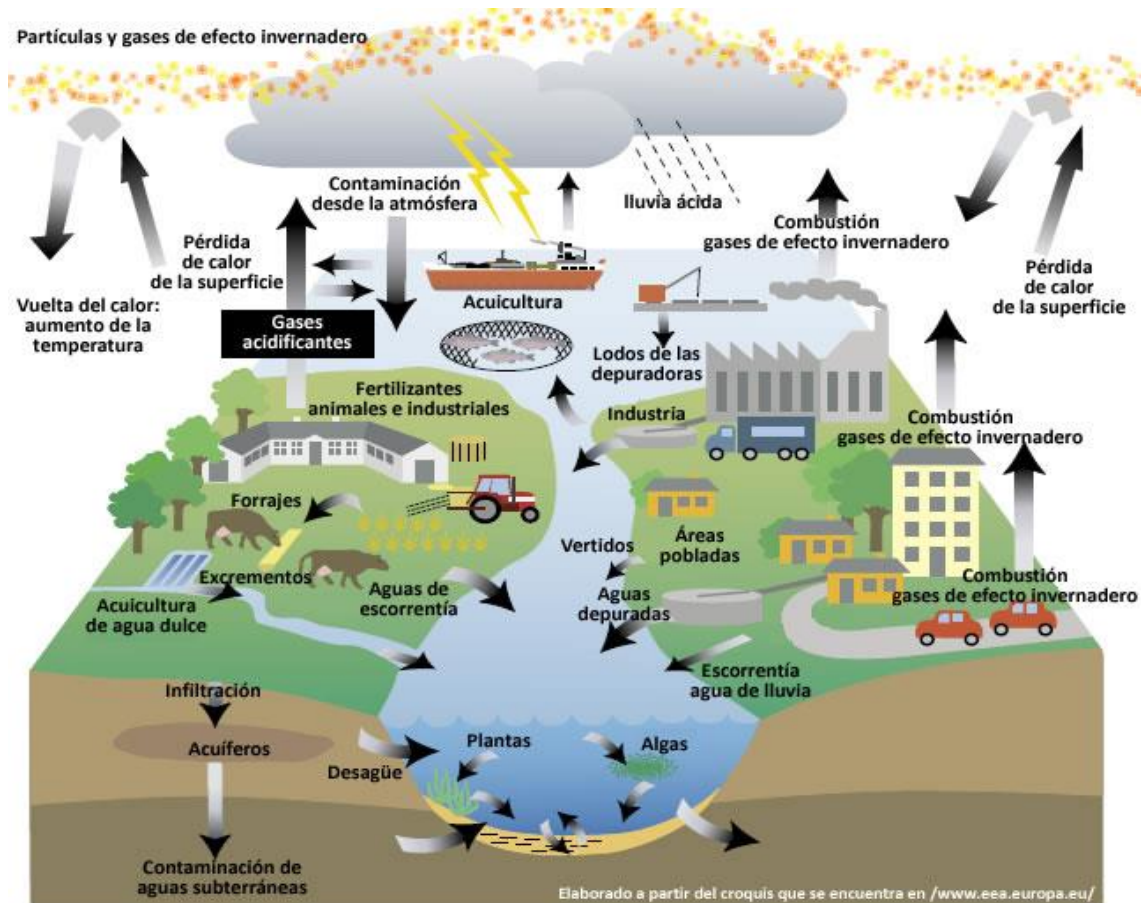 Partículas y gases de efecto invernadero
Contaminación
desde la atmósfera
lluvia ácida
Combustión
gases de efecto invernadero
Pérdida
de calor
de la superficie
Pérdida
de calor
de la superficie
Vuelta del calor:
aumento de la
temperatura
Gases
acidificantes
Acuicultura
Lodos de las
depuradoras
Fertilizantes
animales e industriales
Industria
Combustión
gases de efecto invernadero
Forrajes
Áreas
pobladas
Vertidos
Excrementos
Aguas de
escorrentía
Aguas
depuradas
Combustión
gases de efecto invernadero
Acuicultura
de agua dulce
Escorrentía
agua de lluvia
Infiltración
Acuíferos
Plantas
Algas
Desagüe
Contaminación de
aguas subterráneas
Elaborado a partir del croquis que se encuentra en /www.eea.europa.eu/